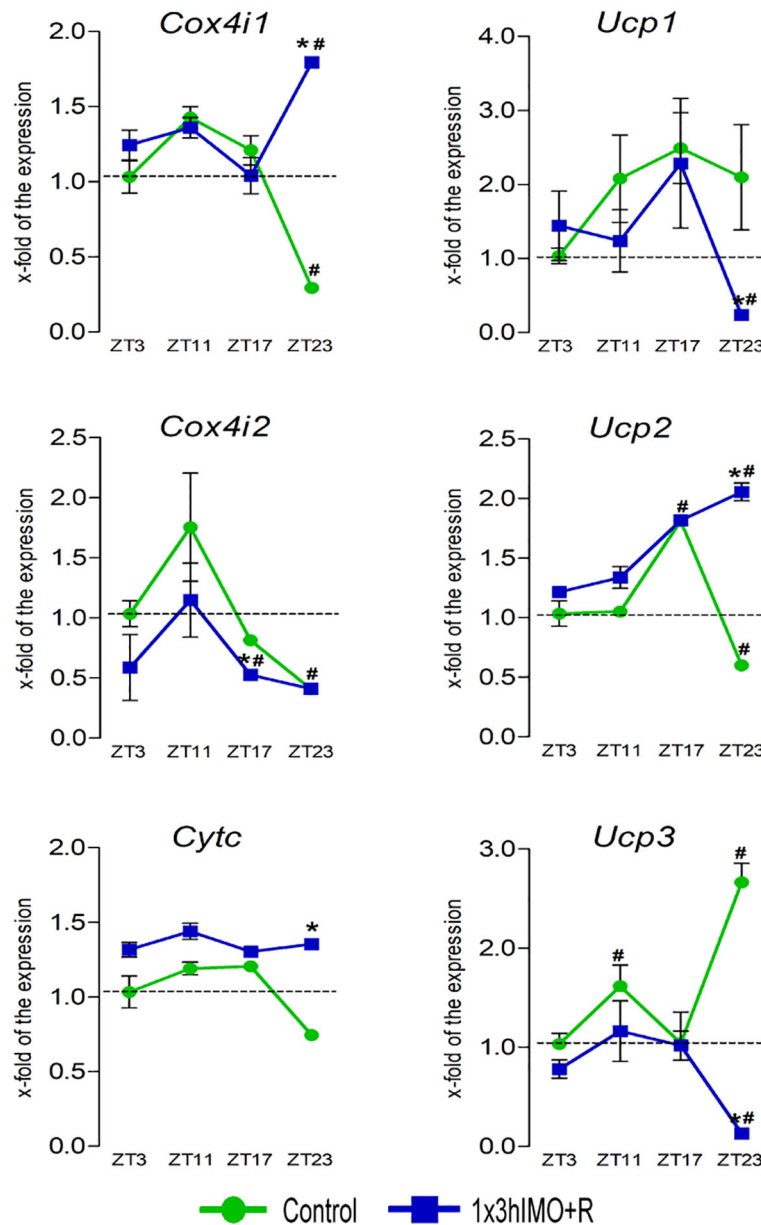 Cox4i1
x-fold of the expression
2.0
1.5
1.0
0.5
0.0
*#
#
ZT3 ZT11 ZT17 ZT23
Ucp1
x-fold of the expression
4.0
3.0
2.0
1.0
0.0
*#
ZT3 ZT11 ZT17 ZT23
Cox4i2
x-fold of the expression
2.5
2.0
1.5
1.0
0.5
0.0
*#
#
ZT3 ZT11 ZT17 ZT23
Ucp2
x-fold of the expression
2.5
2.0
1.5
1.0
0.5
0.0
#
*#
#
ZT3 ZT11 ZT17 ZT23
Cytc
x-fold of the expression
2.0
1.5
1.0
0.5
0.0
*
ZT3 ZT11 ZT17 ZT23
Ucp3
x-fold of the expression
3.0
2.0
1.0
0.0
#
#
*#
ZT3 ZT11 ZT17 ZT23
Control 1x3hIMO+R